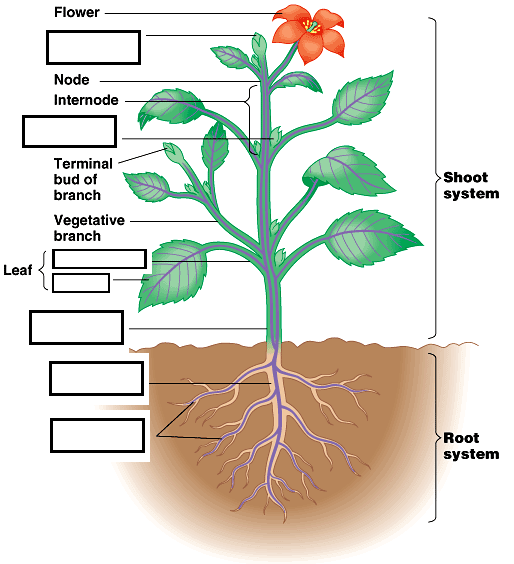 Flower
Node
Internode
Terminal
bud of
branch
Vegetative
branch
Leaf
Shoot
system
Root
system